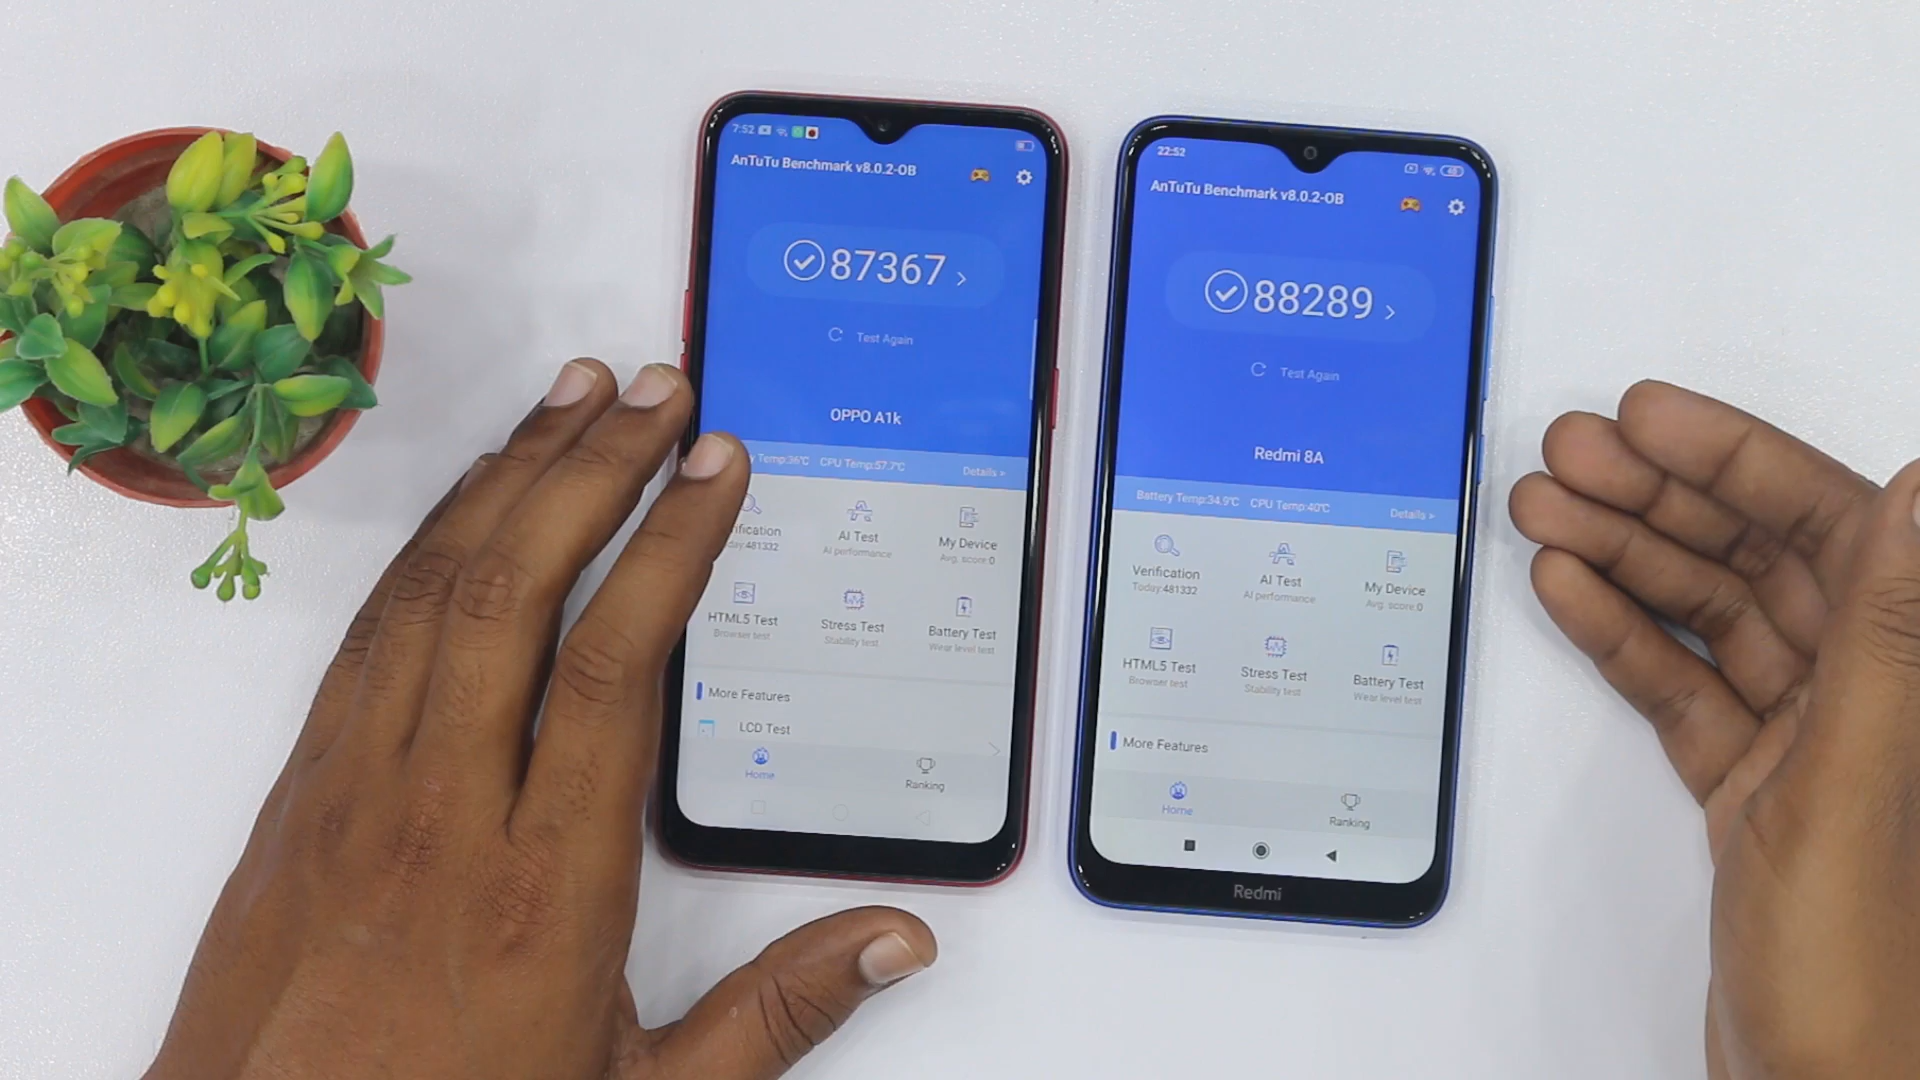 7:52
AnTuTu Benchmark v8.0.2-OB
87367
Test Again
OPPO A1k
Temp:36℃ CPU Temp:57.7℃ Details >
AI Test
AI performance
My Device
Avg. score:0
481332
HTML5 Test
Browser test
Stress Test
Stability test
Battery Test
Wear level test
More Features
LCD Test
Home
Ranking
22:52
AnTuTu Benchmark v8.0.2-OB
88289
Test Again
Redmi 8A
Battery Temp:34.9℃ CPU Temp:40℃ Details >
Verification
Today:481332
AI Test
AI performance
My Device
Avg. score:0
HTML5 Test
Browser test
Stress Test
Stability test
Battery Test
Wear level test
More Features
Home
Ranking
Redmi